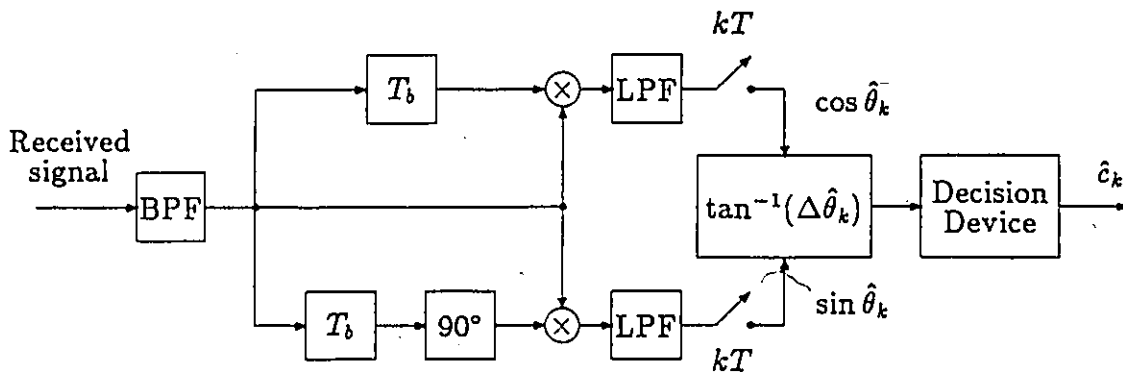 kT
T_b
×
LPF
cos θ̂_k
Received
signal
BPF
tan⁻¹(Δθ̂_k)
Decision
Device
ĉ_k
T_b
90°
×
LPF
sin θ̂_k
kT